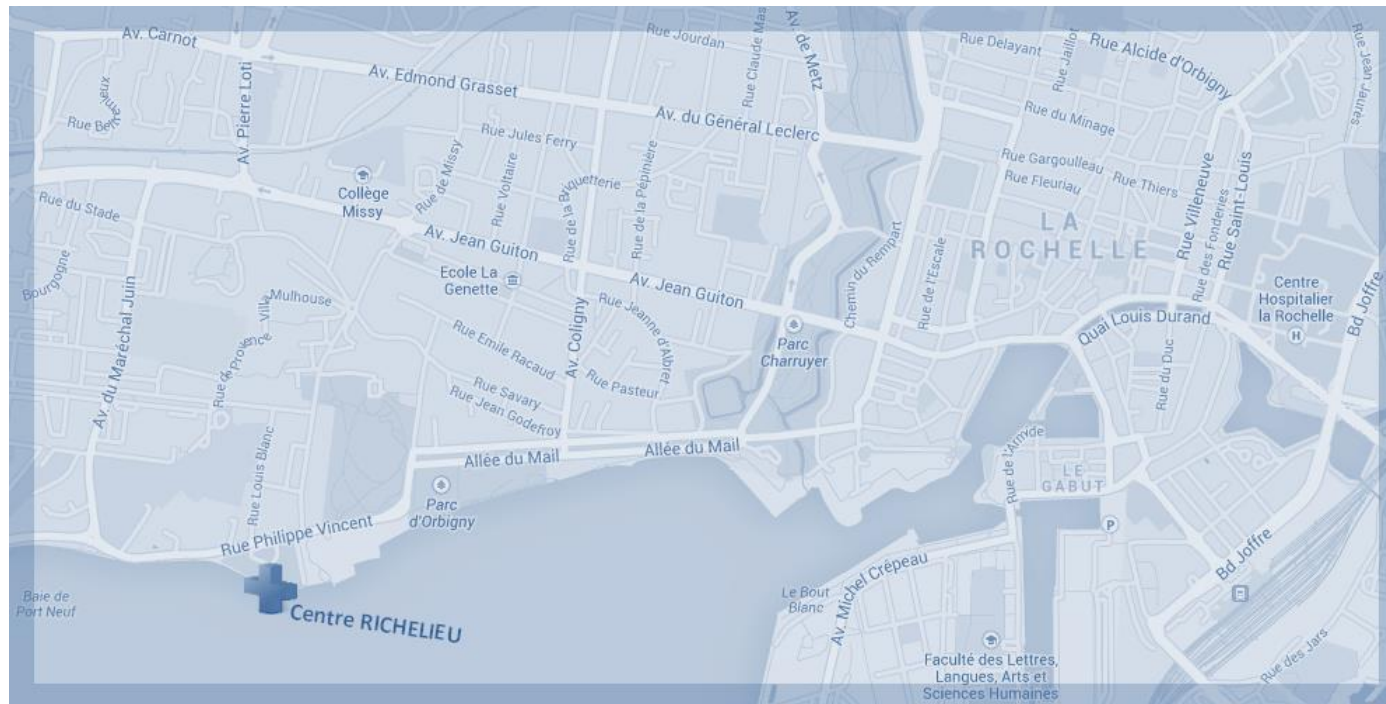 Av. Carnot
Rue Jourdan
Rue Claude Mas
Av. de Metz
Rue Delayant
Rue Jaillot
Rue Alcide d'Orbigny
Rue Jean Jaurès
Av. Edmond Grasset
Av. Pierre Loti
Av. du Général Leclerc
Rue du Minage
Rue Jules Ferry
Rue de Missy
Rue Voltaire
Rue de la Briquetterie
Rue de la Pépinière
Rue Gargoulleau
Rue Fleuriau
Rue Thiers
Rue Villeneuve
Rue des Fonderies
Rue Saint-Louis
Collège
Missy
Rue du Stade
Bourgogne
Av. Jean Guiton
LA
ROCHELLE
Ecole La
Genette
Av. Jean Guiton
Chemin du Rempart
Rue de l'Escale
Centre
Hospitalier
la Rochelle
H
Bd Joffre
Mulhouse
Villa
Rue de Provence
Av. du Maréchal Juin
Rue Emile Racaud
Av. Coligny
Rue Jeanne d'Albret
Parc
Charruyer
Quai Louis Durand
Rue du Duc
Rue Pasteur
Rue Savary
Rue Jean Godefroy
Allée du Mail
Allée du Mail
Rue de l'Armide
LE
GABUT
Rue Louis Blanc
Parc
d'Orbigny
Rue Philippe Vincent
P
Bd Joffre
Av. Michel Crépeau
Baie de
Port Neuf
Centre RICHELIEU
Le Bout
Blanc
Faculté des Lettres,
Langues, Arts et
Sciences Humaines
Rue des Jars